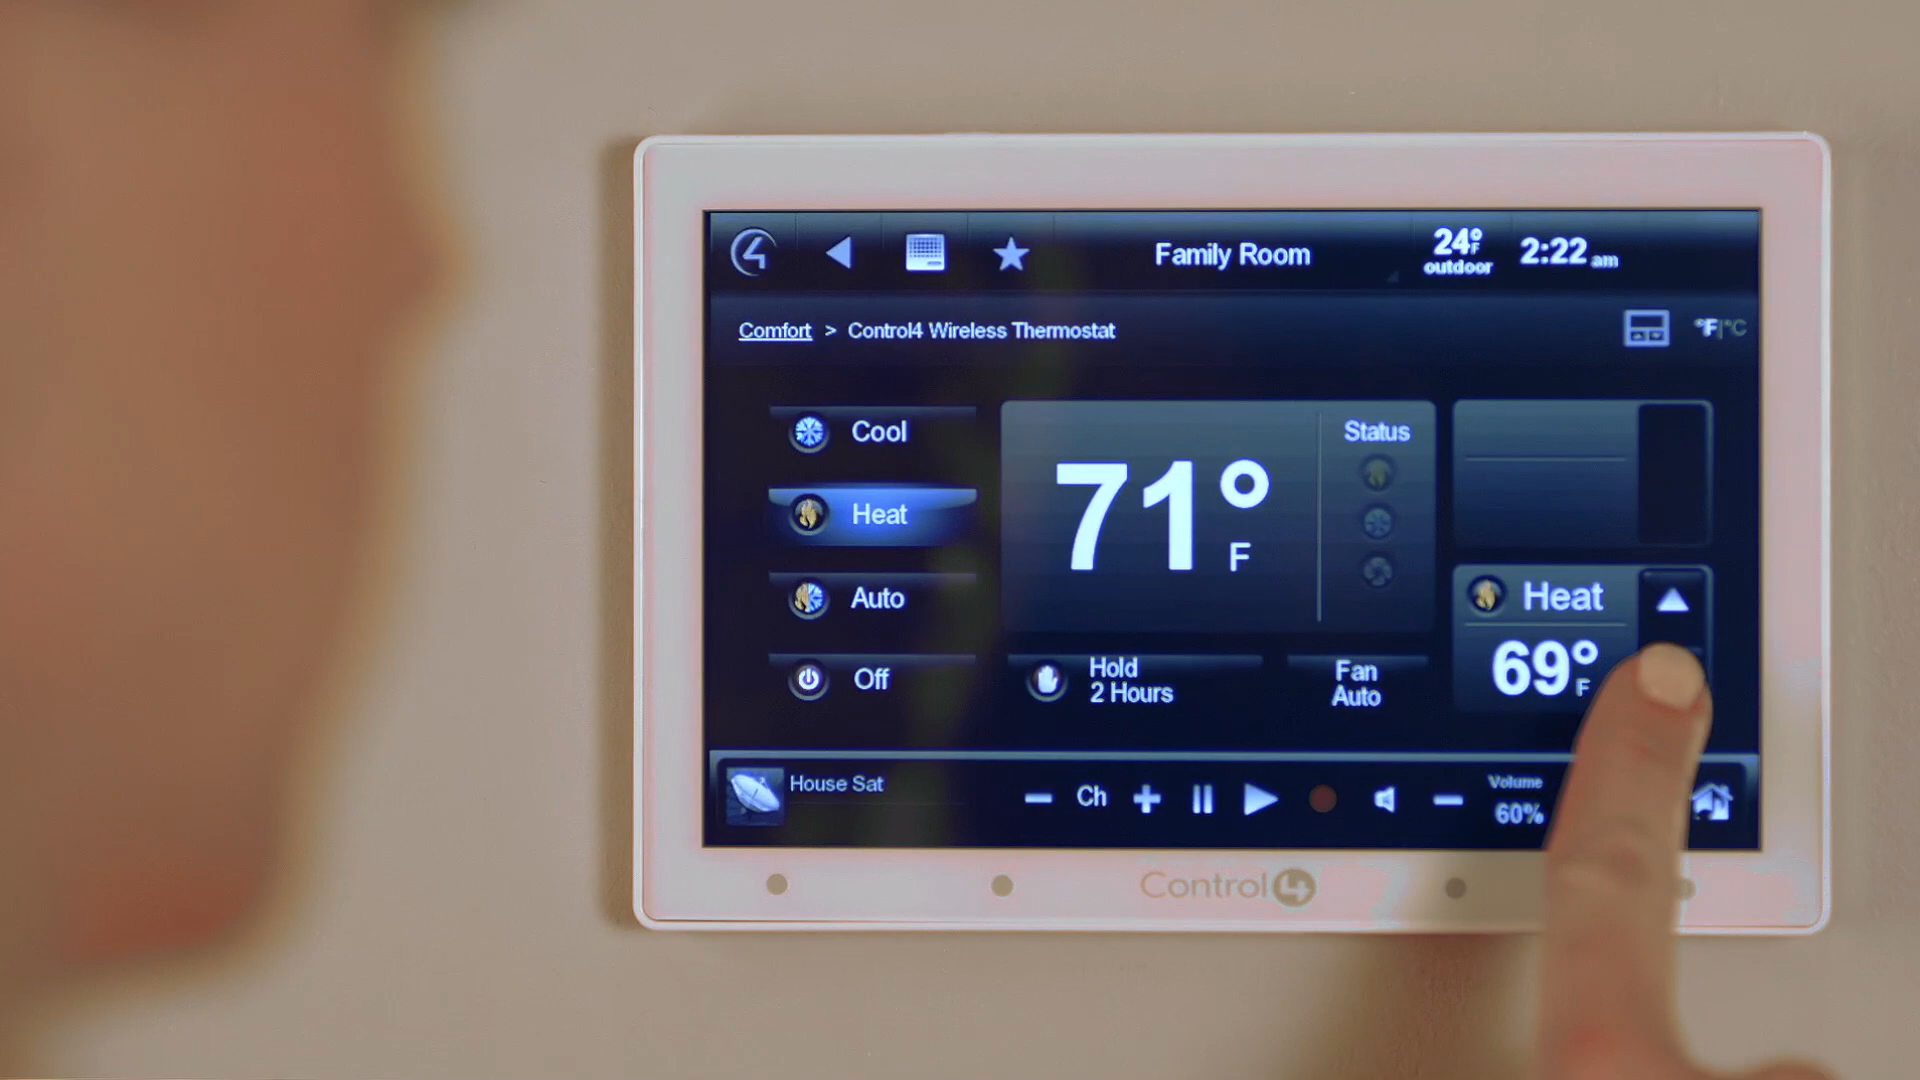 Family Room
24°F
outdoor
2:22 am
Comfort > Control4 Wireless Thermostat
°F|°C
Cool
Heat
Auto
Off
71°
F
Status
Hold
2 Hours
Fan
Auto
Heat
69°F
House Sat
Ch
Volume
60%
Control4